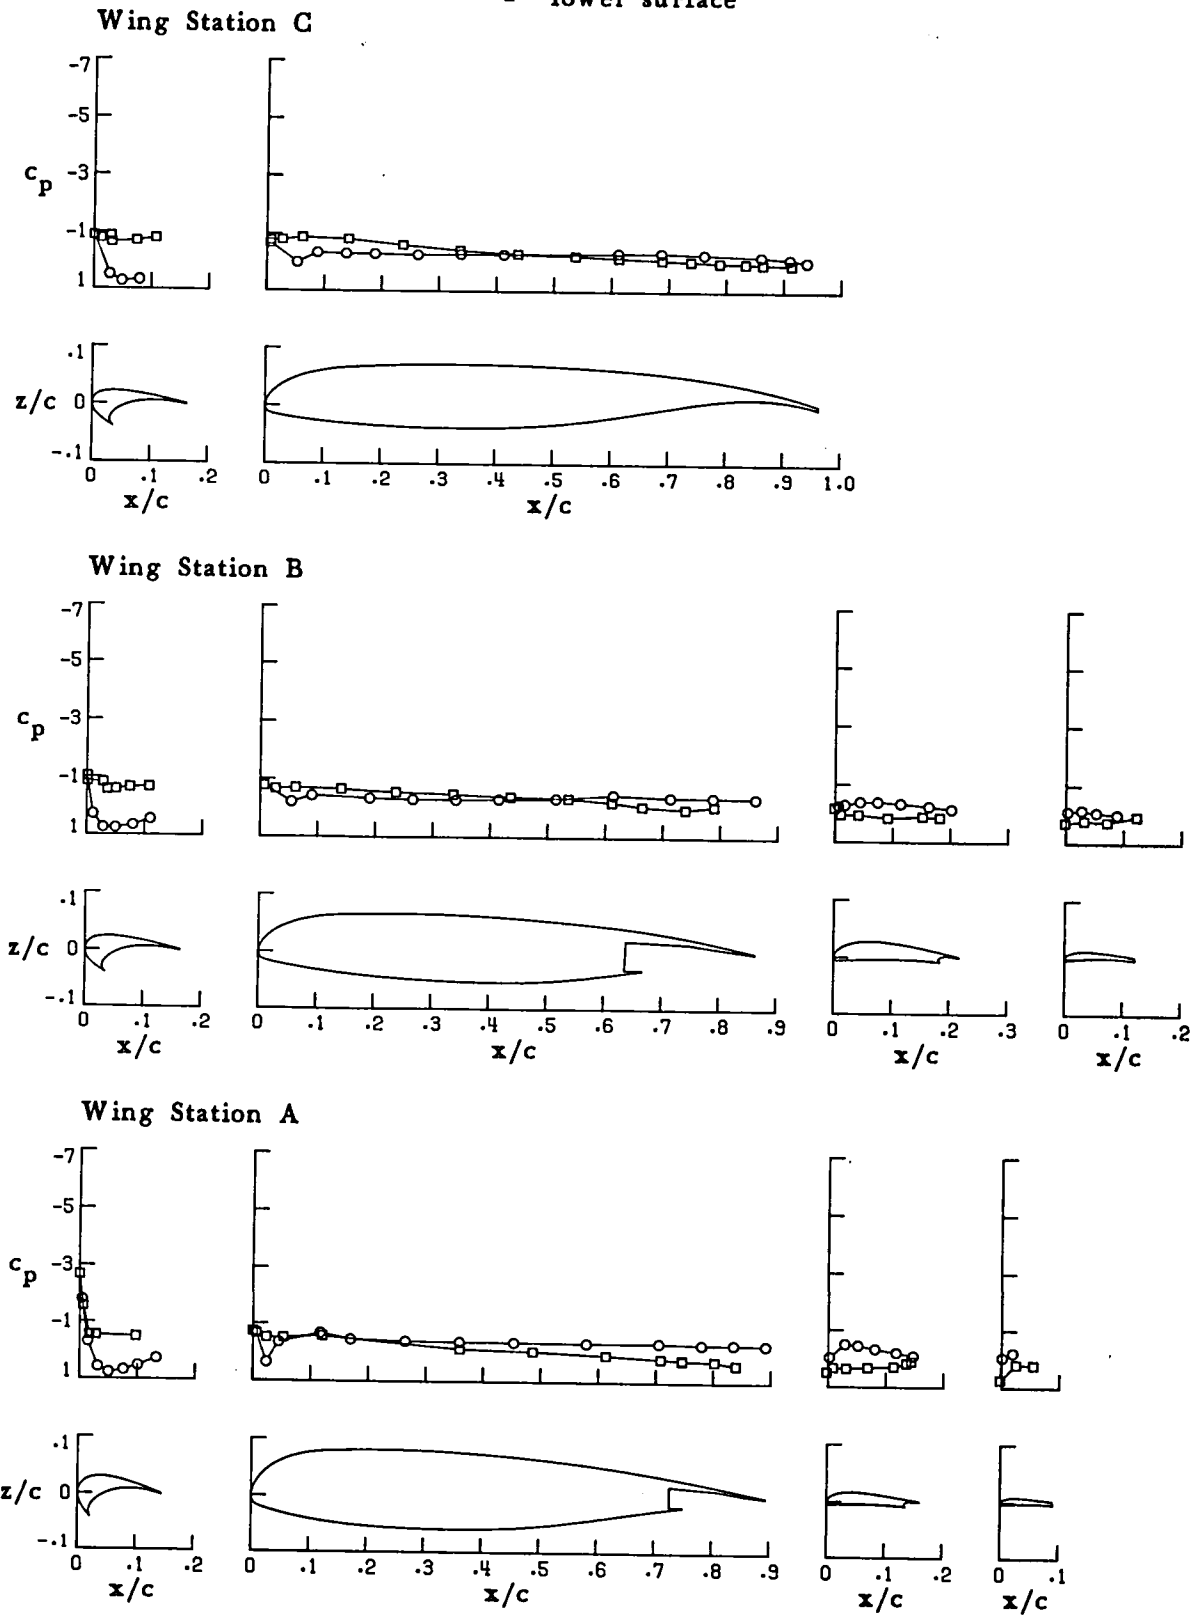 lower surface
Wing Station C
-7
-5
-3
-1
1
cp
.1
z/c 0
-.1
0 .1 .2
x/c
0 .1 .2 .3 .4 .5 .6 .7 .8 .9 1.0
x/c
Wing Station B
-7
-5
cp -3
-1
1
.1
z/c 0
-.1
0 .1 .2
x/c
0 .1 .2 .3 .4 .5 .6 .7 .8 .9
x/c
0 .1 .2 .3
x/c
0 .1 .2
x/c
Wing Station A
-7
-5
cp -3
-1
1
.1
z/c 0
-.1
0 .1 .2
x/c
0 .1 .2 .3 .4 .5 .6 .7 .8 .9
x/c
0 .1 .2
x/c
0 .1
x/c